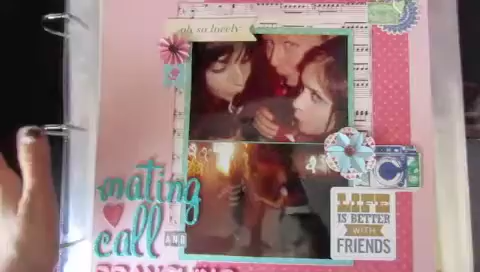 oh so lovely
mating
call
AND
LIFE
IS BETTER
WITH
FRIENDS